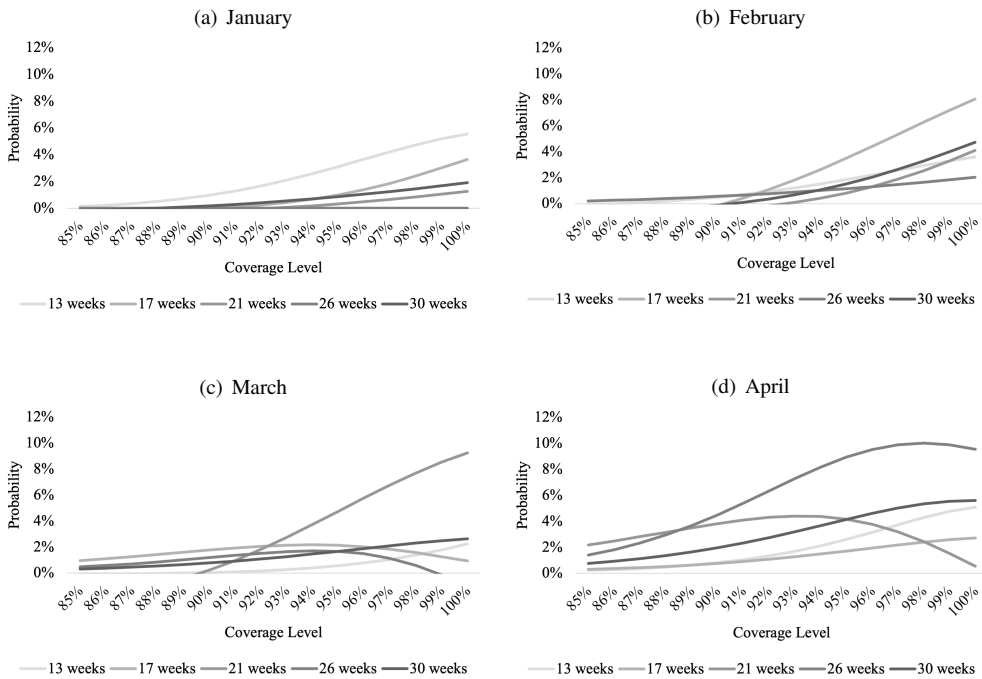 (a) January
12%
10%
8%
6%
4%
2%
0%
Probability
85% 86% 87% 88% 89% 90% 91% 92% 93% 94% 95% 96% 97% 98% 99% 100%
Coverage Level
13 weeks 17 weeks 21 weeks 26 weeks 30 weeks
(b) February
12%
10%
8%
6%
4%
2%
0%
Probability
85% 86% 87% 88% 89% 90% 91% 92% 93% 94% 95% 96% 97% 98% 99% 100%
Coverage Level
13 weeks 17 weeks 21 weeks 26 weeks 30 weeks
(c) March
12%
10%
8%
6%
4%
2%
0%
Probability
85% 86% 87% 88% 89% 90% 91% 92% 93% 94% 95% 96% 97% 98% 99% 100%
Coverage Level
13 weeks 17 weeks 21 weeks 26 weeks 30 weeks
(d) April
12%
10%
8%
6%
4%
2%
0%
Probability
85% 86% 87% 88% 89% 90% 91% 92% 93% 94% 95% 96% 97% 98% 99% 100%
Coverage Level
13 weeks 17 weeks 21 weeks 26 weeks 30 weeks